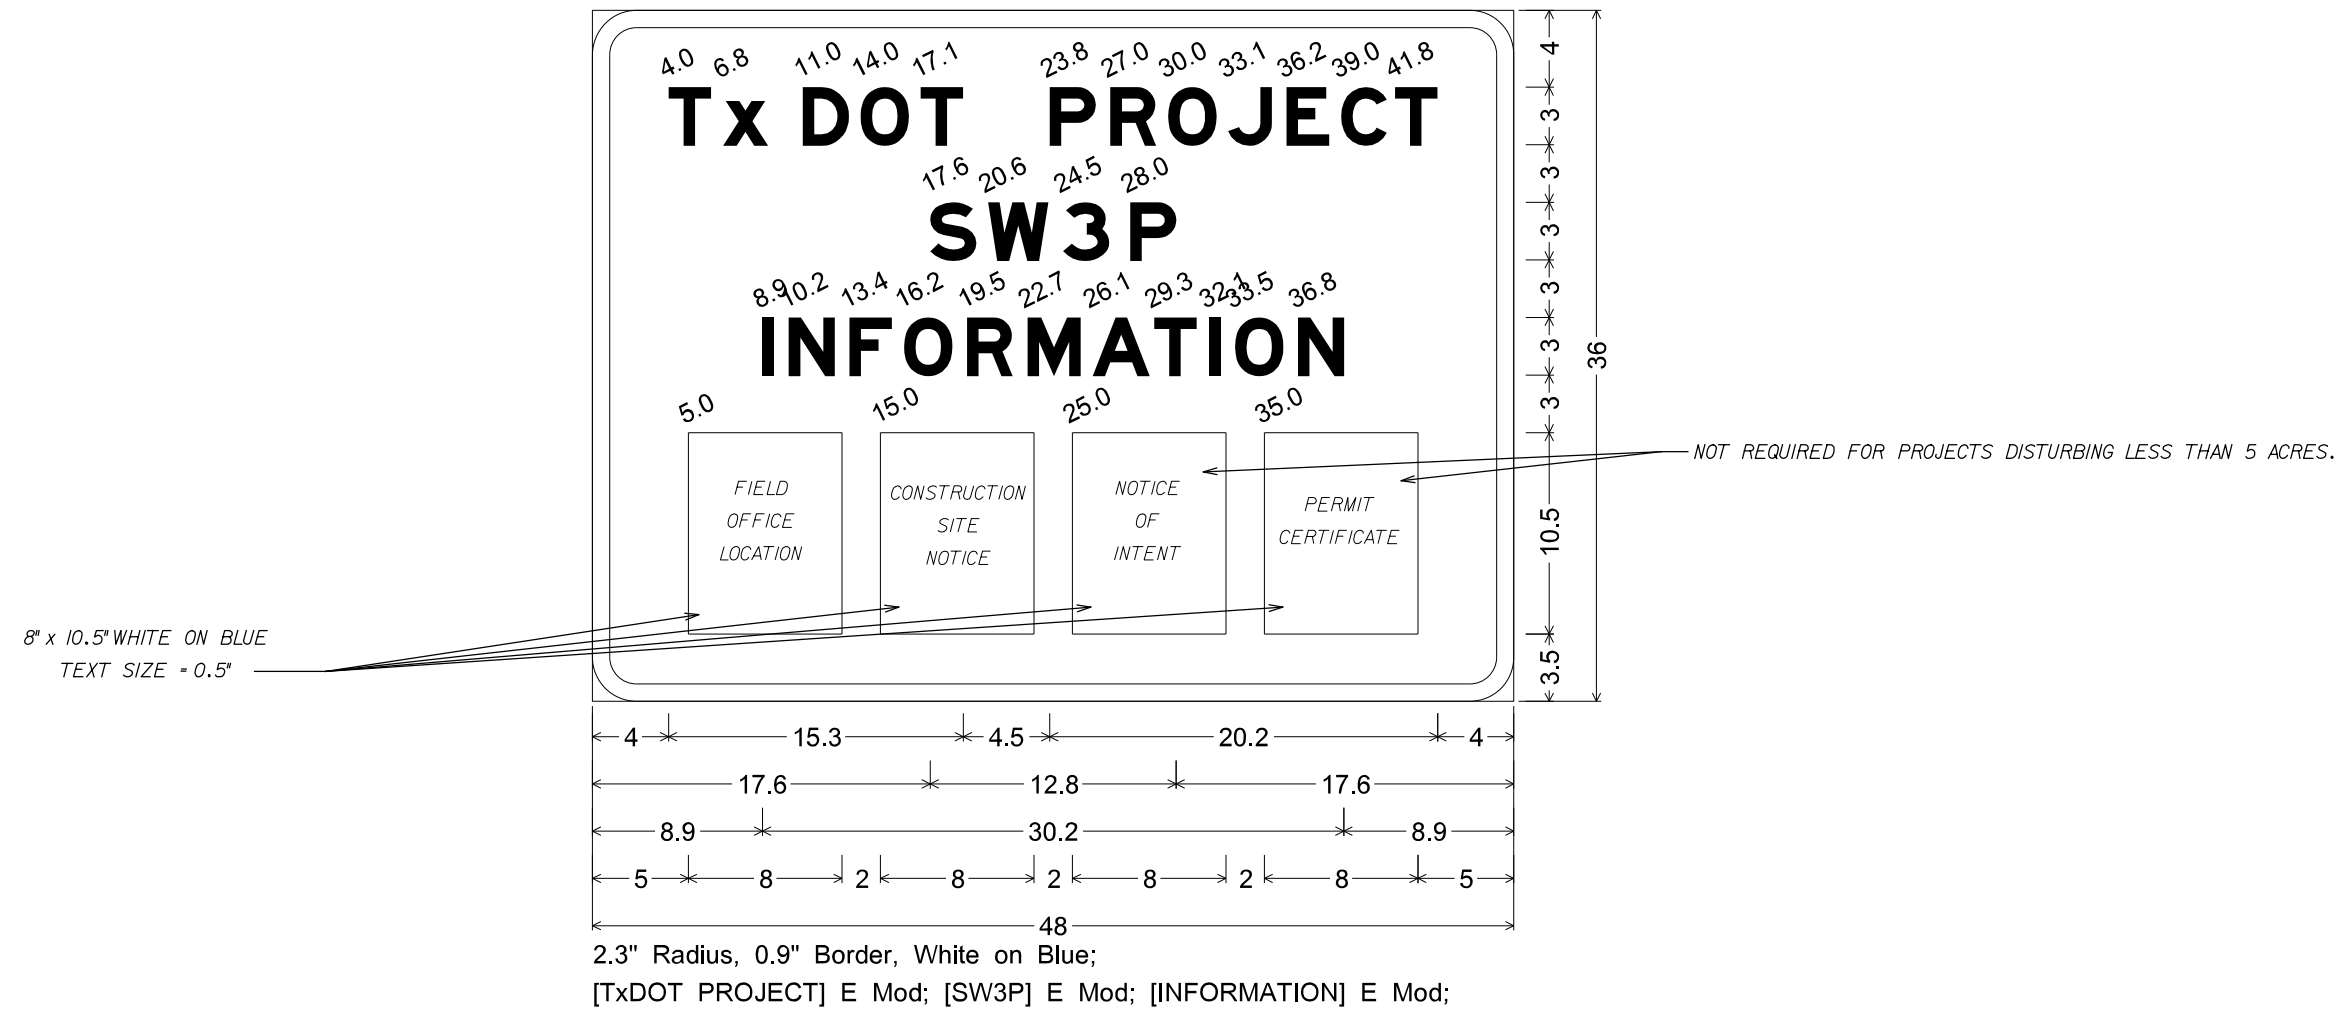 4.0 6.8 11.0 14.0 17.1 23.8 27.0 30.0 33.1 36.2 39.0 41.8
Tx DOT PROJECT
17.6 20.6 24.5 28.0
SW3P
8.9 10.2 13.4 16.2 19.5 22.7 26.1 29.3 32.1 33.5 36.8
INFORMATION
5.0 15.0 25.0 35.0
FIELD
OFFICE
LOCATION
CONSTRUCTION
SITE
NOTICE
NOTICE
OF
INTENT
PERMIT
CERTIFICATE
NOT REQUIRED FOR PROJECTS DISTURBING LESS THAN 5 ACRES.
8" x 10.5" WHITE ON BLUE
TEXT SIZE = 0.5"
4
3
3
3
3
3
3
10.5
3.5
36
4 15.3 4.5 20.2 4
17.6 12.8 17.6
8.9 30.2 8.9
5 8 2 8 2 8 2 8 5
48
2.3" Radius, 0.9" Border, White on Blue;
[TxDOT PROJECT] E Mod; [SW3P] E Mod; [INFORMATION] E Mod;